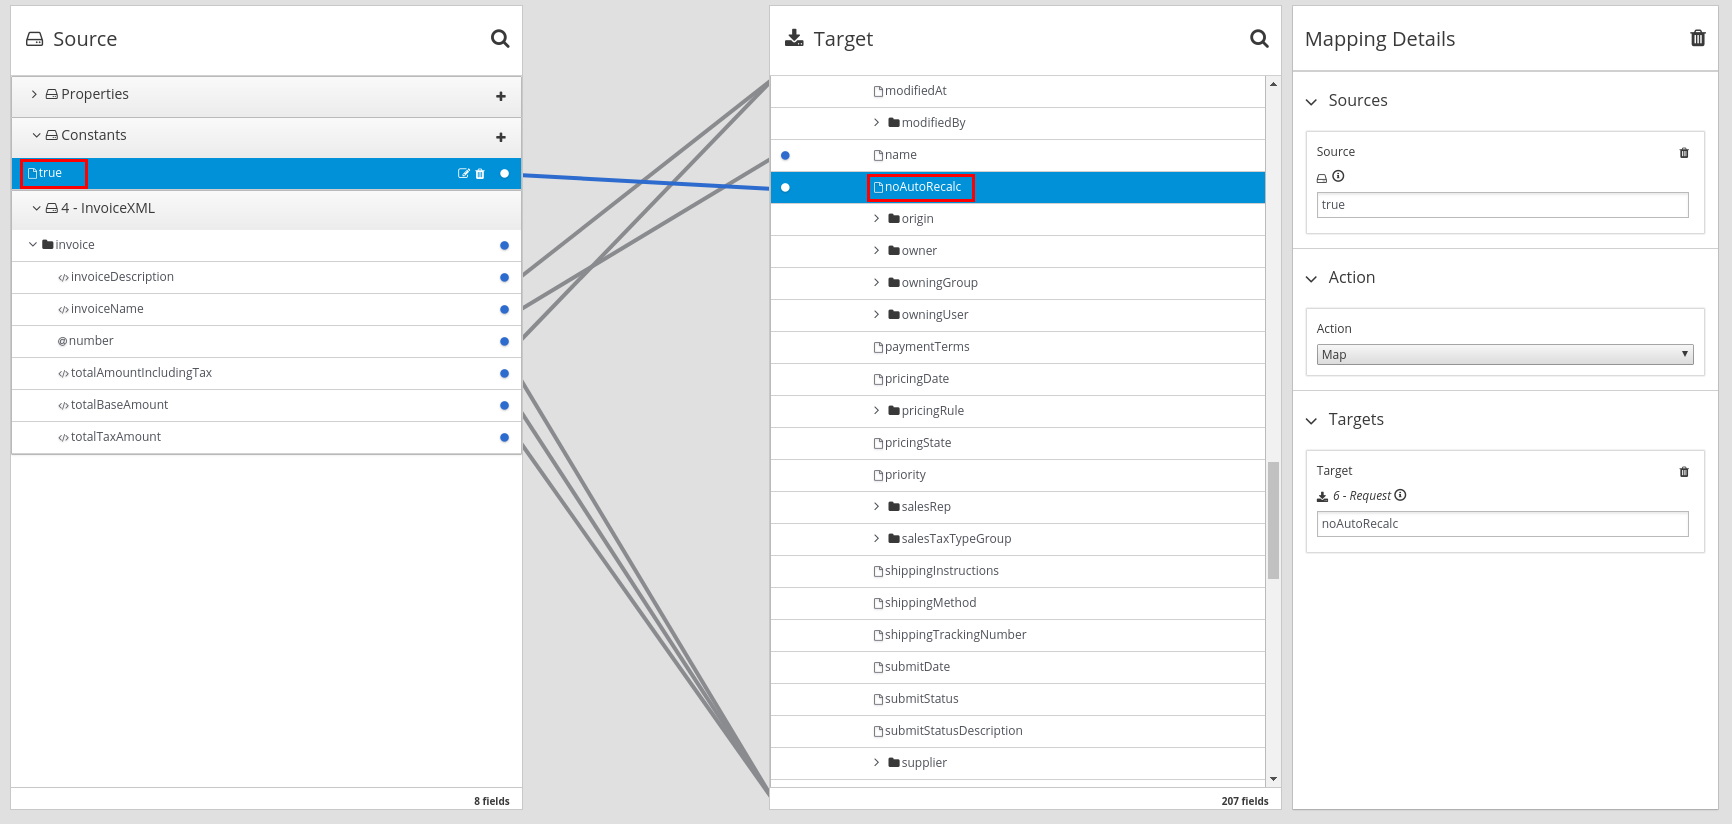 Source
Properties
Constants
true
4 - InvoiceXML
invoice
invoiceDescription
invoiceName
number
totalAmountIncludingTax
totalBaseAmount
totalTaxAmount
8 fields
Target
modifiedAt
modifiedBy
name
noAutoRecalc
origin
owner
owningGroup
owningUser
paymentTerms
pricingDate
pricingRule
pricingState
priority
salesRep
salesTaxTypeGroup
shippingInstructions
shippingMethod
shippingTrackingNumber
submitDate
submitStatus
submitStatusDescription
supplier
207 fields
Mapping Details
Sources
Source
true
Action
Action
Map
Targets
Target
6 - Request
noAutoRecalc